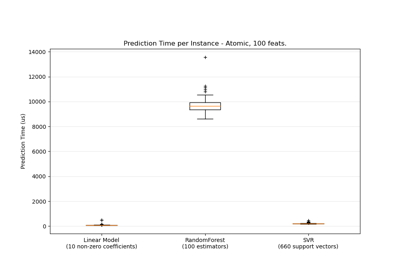 Prediction Time per Instance - Atomic, 100 feats.
14000
12000
10000
8000
6000
4000
2000
0
Prediction Time (us)
Linear Model
(10 non-zero coefficients)
RandomForest
(100 estimators)
SVR
(660 support vectors)